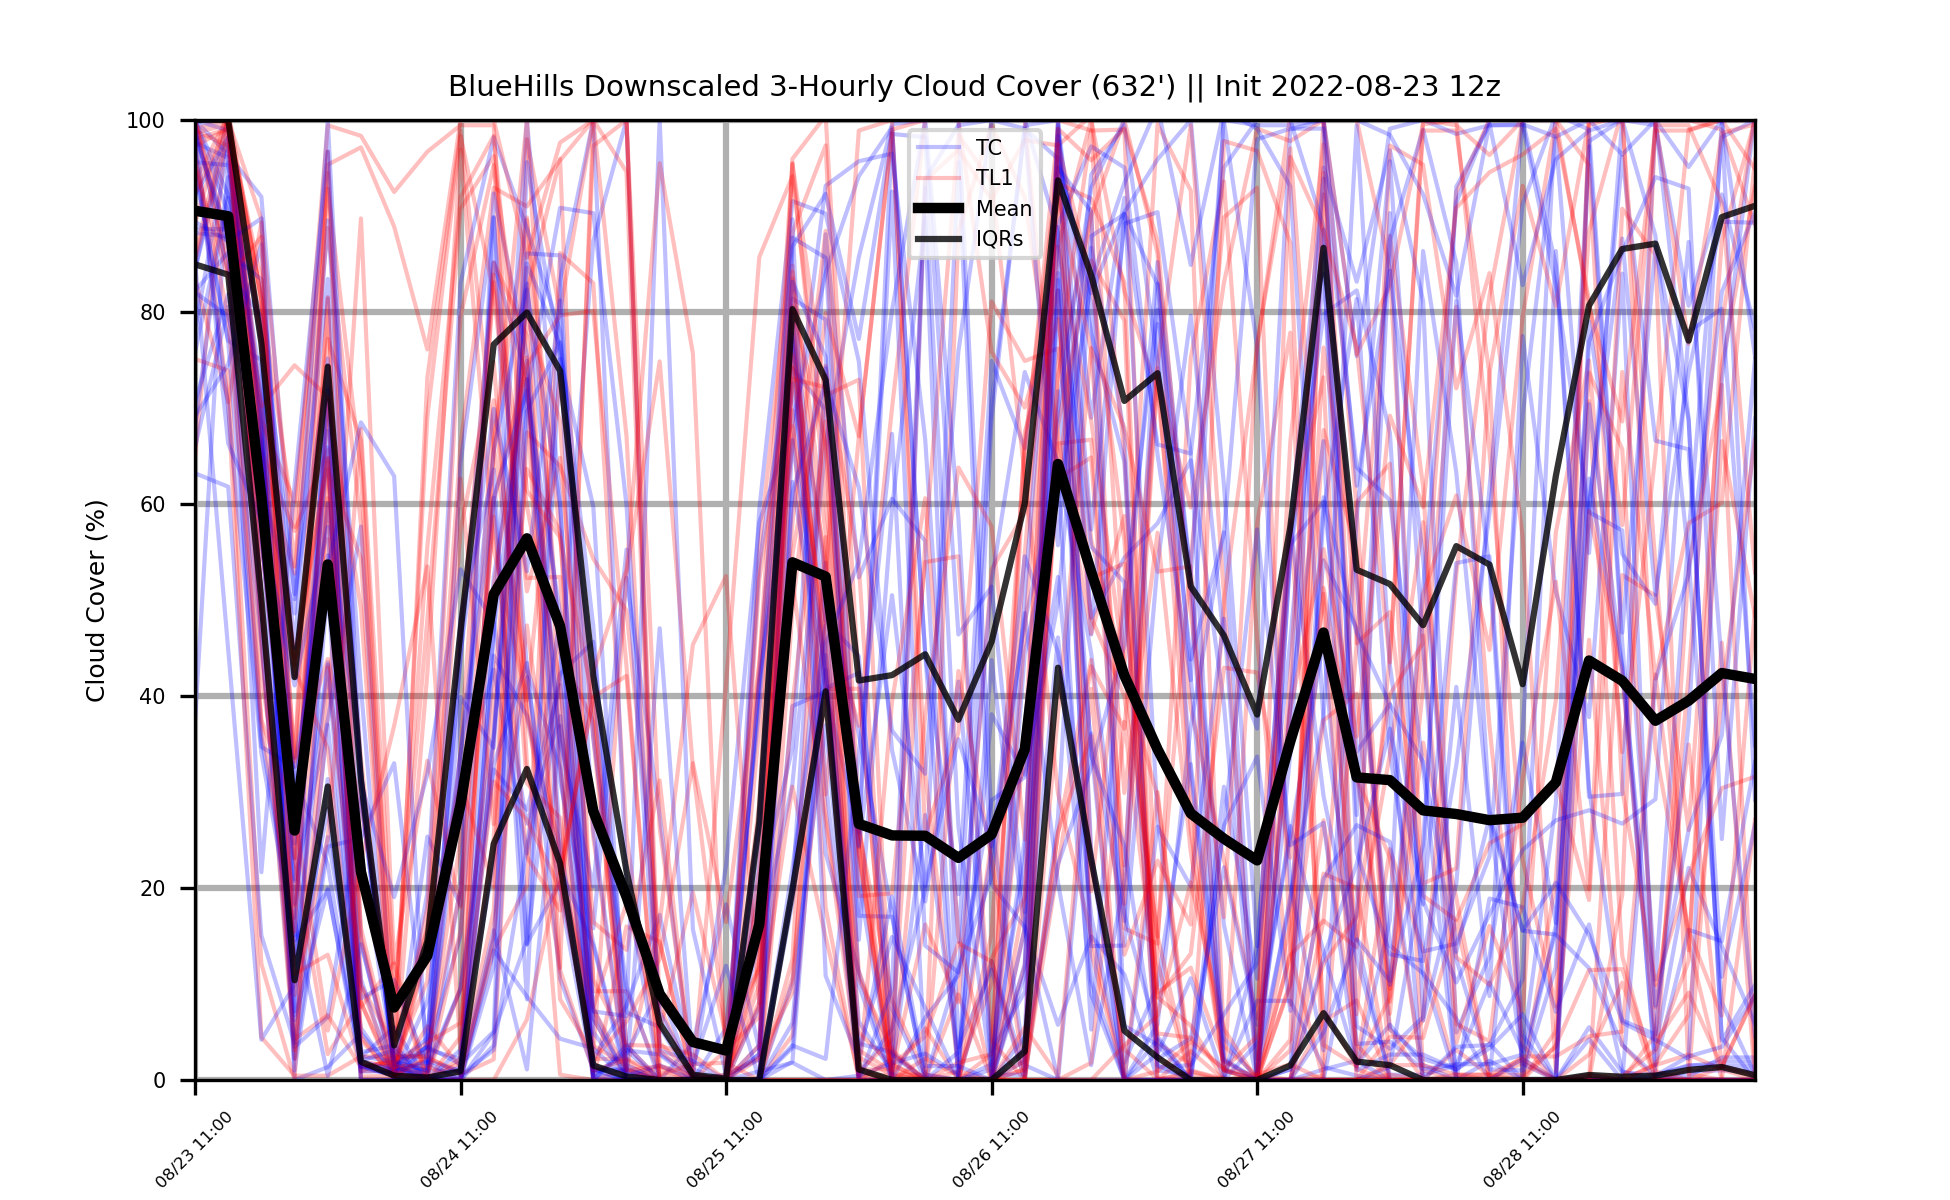 BlueHills Downscaled 3-Hourly Cloud Cover (632') || Init 2022-08-23 12z
100
80
60
40
20
0
Cloud Cover (%)
TC
TL1
Mean
IQRs
08/23 11:00
08/24 11:00
08/25 11:00
08/26 11:00
08/27 11:00
08/28 11:00